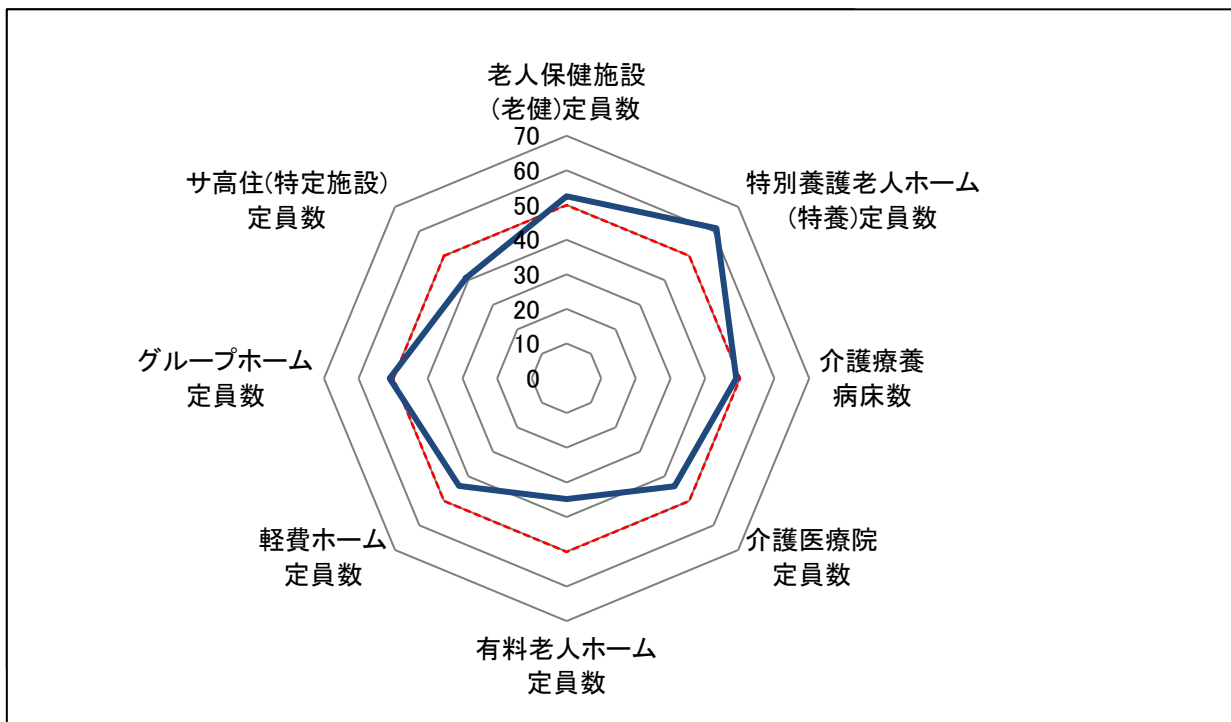 老人保健施設
(老健)定員数
特別養護老人ホーム
(特養)定員数
介護療養
病床数
介護医療院
定員数
有料老人ホーム
定員数
軽費ホーム
定員数
グループホーム
定員数
サ高住(特定施設)
定員数
70
60
50
40
30
20
10
0